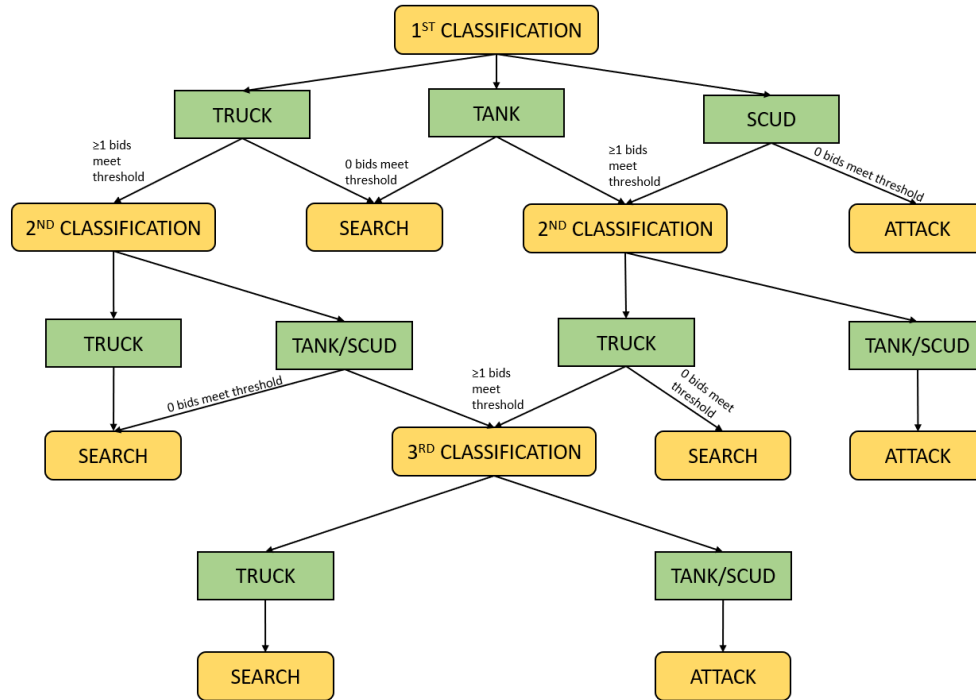 1ST CLASSIFICATION
TRUCK
TANK
SCUD
≥1 bids
meet
threshold
0 bids meet
threshold
≥1 bids
meet
threshold
0 bids meet threshold
2ND CLASSIFICATION
SEARCH
2ND CLASSIFICATION
ATTACK
TRUCK
TANK/SCUD
TRUCK
TANK/SCUD
0 bids meet threshold
≥1 bids
meet
threshold
0 bids meet
threshold
SEARCH
3RD CLASSIFICATION
SEARCH
ATTACK
TRUCK
TANK/SCUD
SEARCH
ATTACK